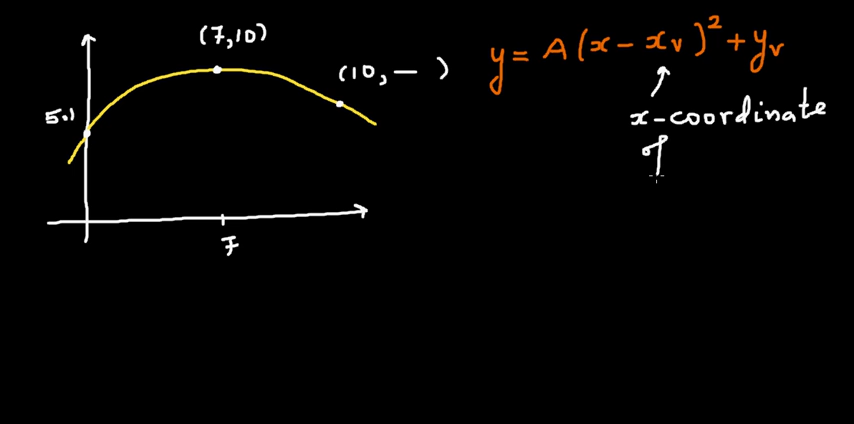 (7,10)
y = A(x - xv)² + yv
(10, — )
5.1
x-coordinate
of
7